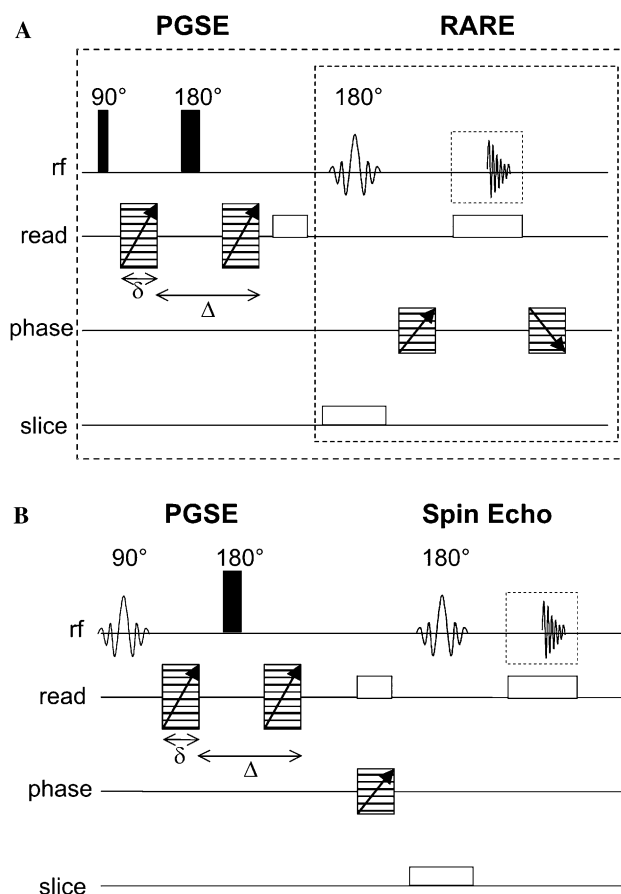 A
PGSE RARE
90° 180° 180°
rf
read
δ
Δ
phase
slice
B
PGSE Spin Echo
90° 180° 180°
rf
read
δ
Δ
phase
slice